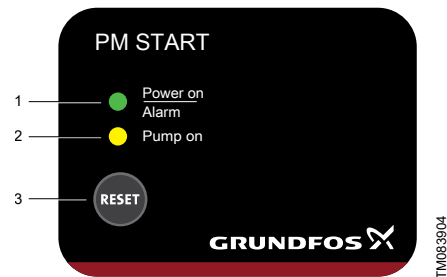 PM START
1
Power on
Alarm
2
Pump on
3
RESET
GRUNDFOS
TM083904